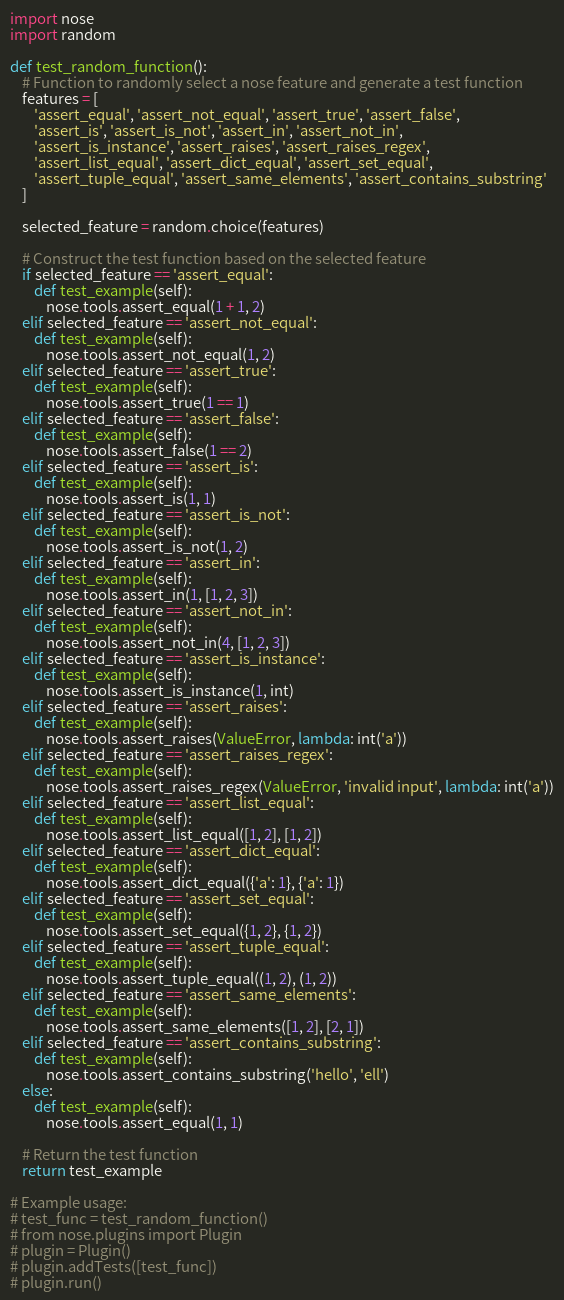 import nose
import random

def test_random_function():
    # Function to randomly select a nose feature and generate a test function
    features = [
        'assert_equal', 'assert_not_equal', 'assert_true', 'assert_false',
        'assert_is', 'assert_is_not', 'assert_in', 'assert_not_in',
        'assert_is_instance', 'assert_raises', 'assert_raises_regex',
        'assert_list_equal', 'assert_dict_equal', 'assert_set_equal',
        'assert_tuple_equal', 'assert_same_elements', 'assert_contains_substring'
    ]

    selected_feature = random.choice(features)

    # Construct the test function based on the selected feature
    if selected_feature == 'assert_equal':
        def test_example(self):
            nose.tools.assert_equal(1 + 1, 2)
    elif selected_feature == 'assert_not_equal':
        def test_example(self):
            nose.tools.assert_not_equal(1, 2)
    elif selected_feature == 'assert_true':
        def test_example(self):
            nose.tools.assert_true(1 == 1)
    elif selected_feature == 'assert_false':
        def test_example(self):
            nose.tools.assert_false(1 == 2)
    elif selected_feature == 'assert_is':
        def test_example(self):
            nose.tools.assert_is(1, 1)
    elif selected_feature == 'assert_is_not':
        def test_example(self):
            nose.tools.assert_is_not(1, 2)
    elif selected_feature == 'assert_in':
        def test_example(self):
            nose.tools.assert_in(1, [1, 2, 3])
    elif selected_feature == 'assert_not_in':
        def test_example(self):
            nose.tools.assert_not_in(4, [1, 2, 3])
    elif selected_feature == 'assert_is_instance':
        def test_example(self):
            nose.tools.assert_is_instance(1, int)
    elif selected_feature == 'assert_raises':
        def test_example(self):
            nose.tools.assert_raises(ValueError, lambda: int('a'))
    elif selected_feature == 'assert_raises_regex':
        def test_example(self):
            nose.tools.assert_raises_regex(ValueError, 'invalid input', lambda: int('a'))
    elif selected_feature == 'assert_list_equal':
        def test_example(self):
            nose.tools.assert_list_equal([1, 2], [1, 2])
    elif selected_feature == 'assert_dict_equal':
        def test_example(self):
            nose.tools.assert_dict_equal({'a': 1}, {'a': 1})
    elif selected_feature == 'assert_set_equal':
        def test_example(self):
            nose.tools.assert_set_equal({1, 2}, {1, 2})
    elif selected_feature == 'assert_tuple_equal':
        def test_example(self):
            nose.tools.assert_tuple_equal((1, 2), (1, 2))
    elif selected_feature == 'assert_same_elements':
        def test_example(self):
            nose.tools.assert_same_elements([1, 2], [2, 1])
    elif selected_feature == 'assert_contains_substring':
        def test_example(self):
            nose.tools.assert_contains_substring('hello', 'ell')
    else:
        def test_example(self):
            nose.tools.assert_equal(1, 1)

    # Return the test function
    return test_example

# Example usage:
# test_func = test_random_function()
# from nose.plugins import Plugin
# plugin = Plugin()
# plugin.addTests([test_func])
# plugin.run()